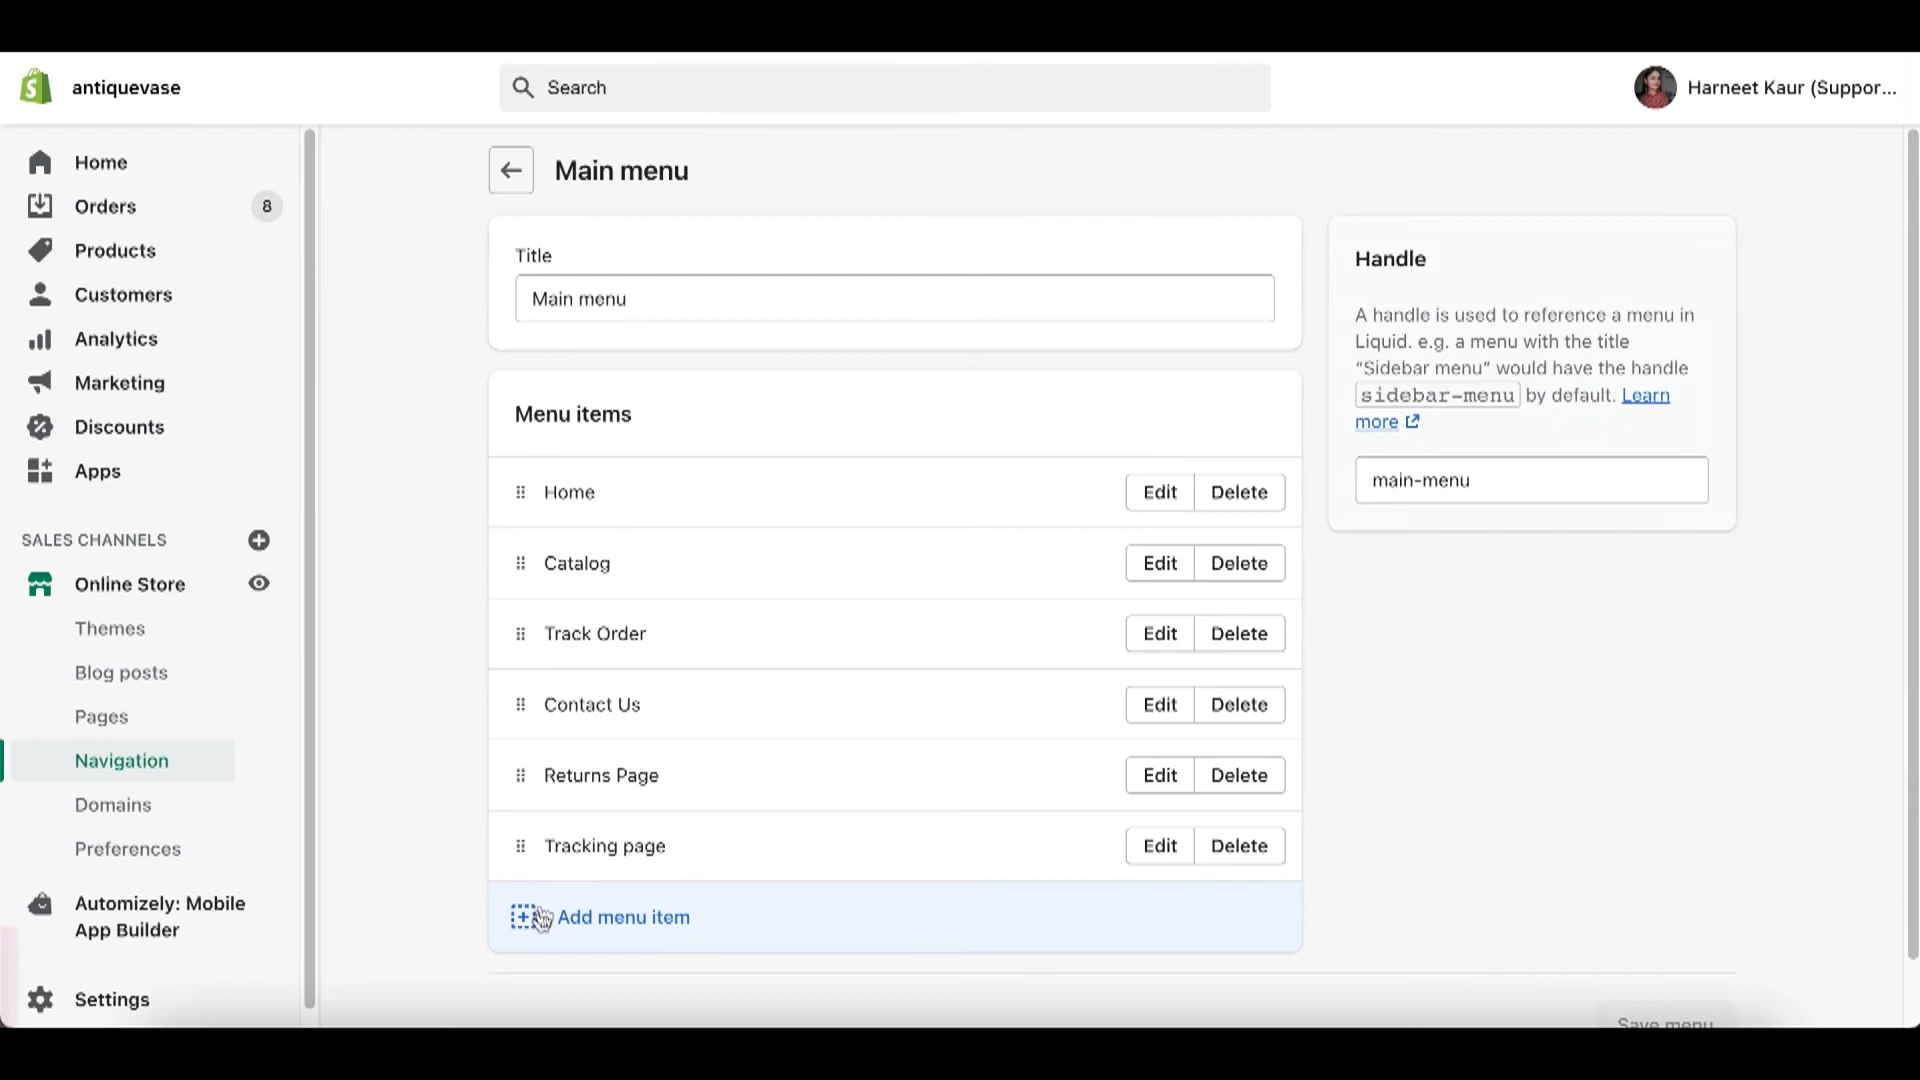 antiquevase
Search
Harneet Kaur (Suppor...
Home
Orders 8
Products
Customers
Analytics
Marketing
Discounts
Apps
SALES CHANNELS
Online Store
Themes
Blog posts
Pages
Navigation
Domains
Preferences
Automizely: Mobile
App Builder
Settings
Main menu
Title
Main menu
Menu items
Home Edit Delete
Catalog Edit Delete
Track Order Edit Delete
Contact Us Edit Delete
Returns Page Edit Delete
Tracking page Edit Delete
Add menu item
Handle
A handle is used to reference a menu in
Liquid. e.g. a menu with the title
“Sidebar menu” would have the handle
sidebar-menu by default. Learn
more
main-menu
Save menu